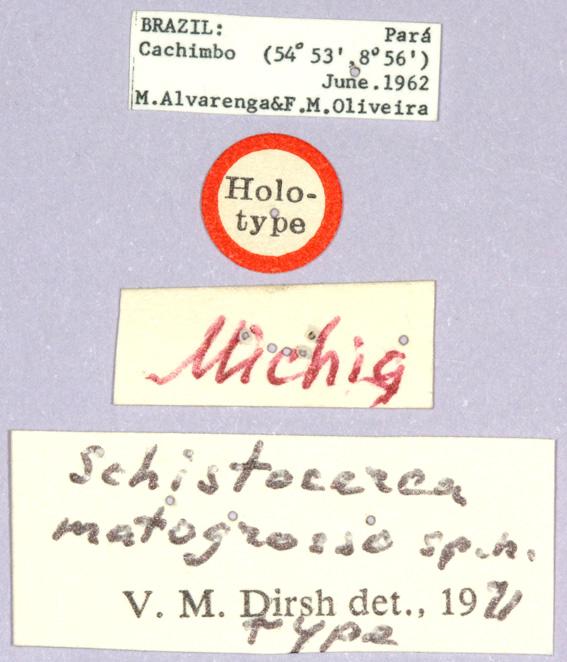 BRAZIL: Pará
Cachimbo (54° 53', 8° 56')
June.1962
M.Alvarenga&F.M.Oliveira
Holo-
type
Michig
Schistocerca
matogrosso sp.n.
V. M. Dirsh det., 19
Type